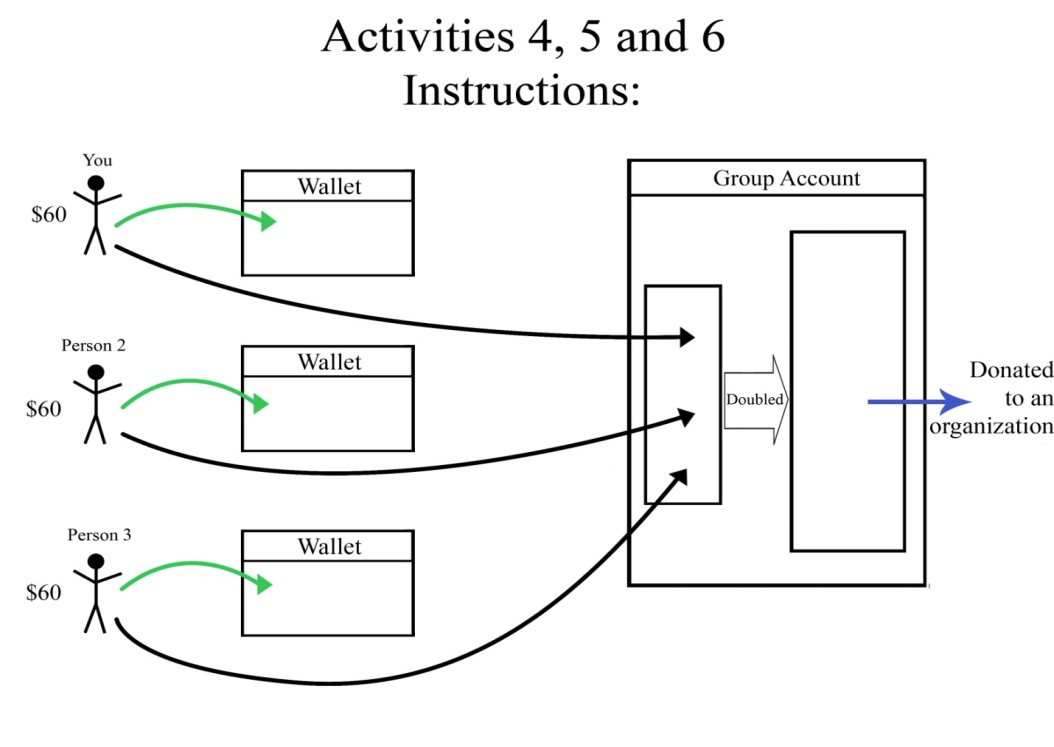 Activities 4, 5 and 6
Instructions:
You
$60
Wallet
Group Account
Person 2
$60
Wallet
Doubled
Donated
to an
organization
Person 3
$60
Wallet